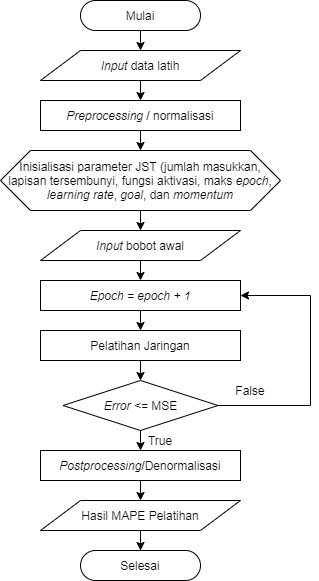 Mulai
Input data latih
Preprocessing / normalisasi
Inisialisasi parameter JST (jumlah masukkan,
lapisan tersembunyi, fungsi aktivasi, maks epoch,
learning rate, goal, dan momentum
Input bobot awal
Epoch = epoch + 1
Pelatihan Jaringan
False
Error <= MSE
True
Postprocessing/Denormalisasi
Hasil MAPE Pelatihan
Selesai